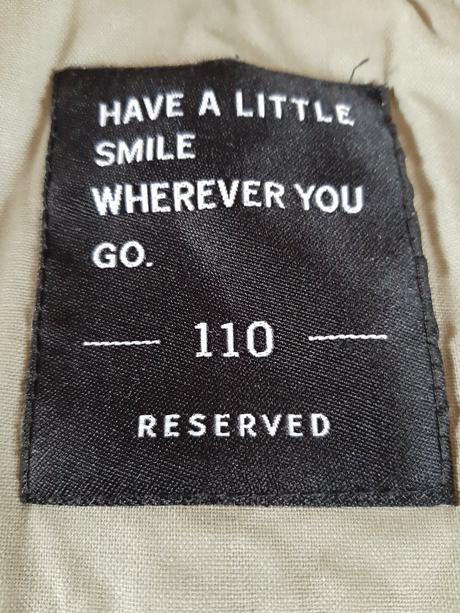 HAVE A LITTLE
SMILE
WHEREVER YOU
GO.
110
RESERVED